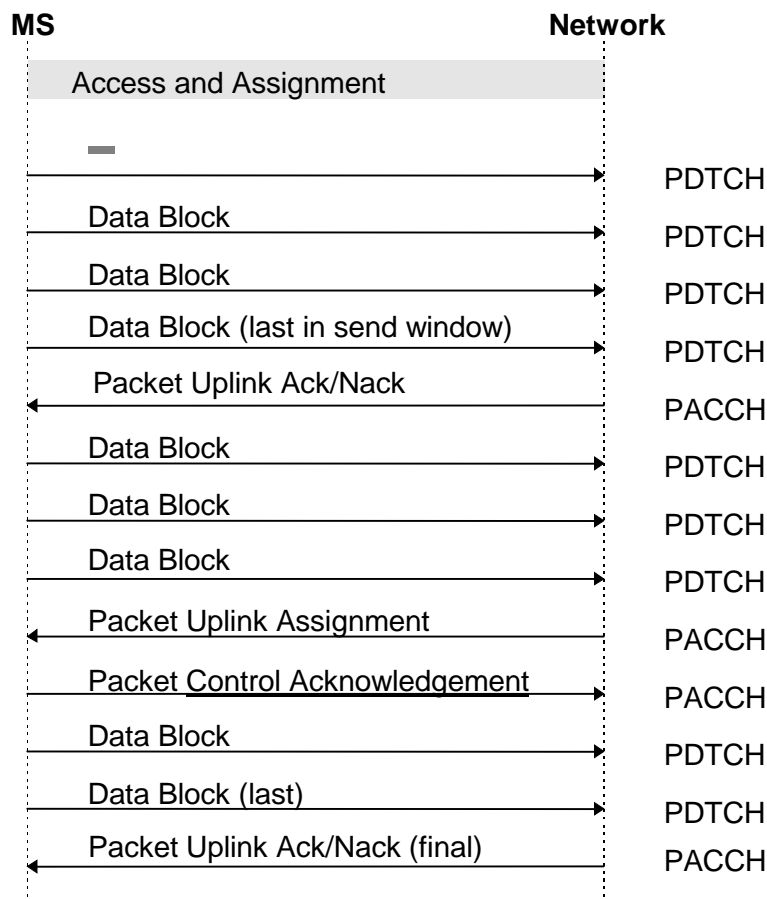 MS Network
Access and Assignment
PDTCH
Data Block
PDTCH
Data Block
PDTCH
Data Block (last in send window)
PDTCH
Packet Uplink Ack/Nack
PACCH
Data Block
PDTCH
Data Block
PDTCH
Data Block
PDTCH
Packet Uplink Assignment
PACCH
Packet Control Acknowledgement
PACCH
Data Block
PDTCH
Data Block (last)
PDTCH
Packet Uplink Ack/Nack (final)
PACCH